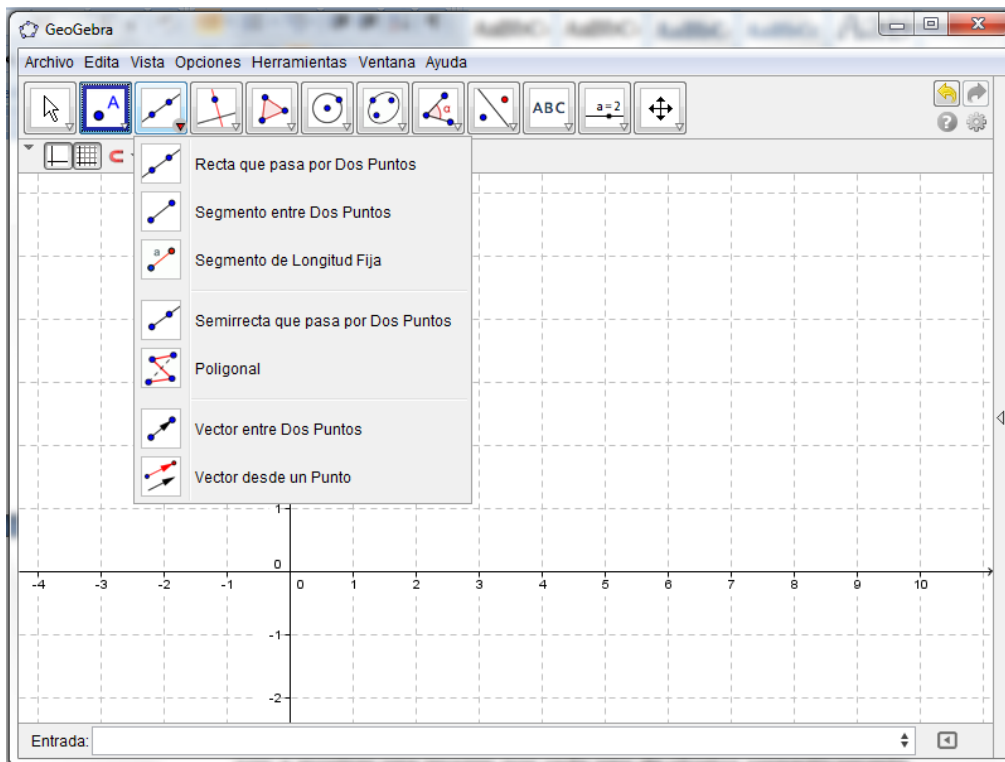 GeoGebra
Archivo Edita Vista Opciones Herramientas Ventana Ayuda
A
α
ABC
a=2
Recta que pasa por Dos Puntos
Segmento entre Dos Puntos
a
Segmento de Longitud Fija
Semirrecta que pasa por Dos Puntos
Poligonal
Vector entre Dos Puntos
Vector desde un Punto
1
0
-4 -3 -2 -1 0 1 2 3 4 5 6 7 8 9 10
-1
-2
Entrada: